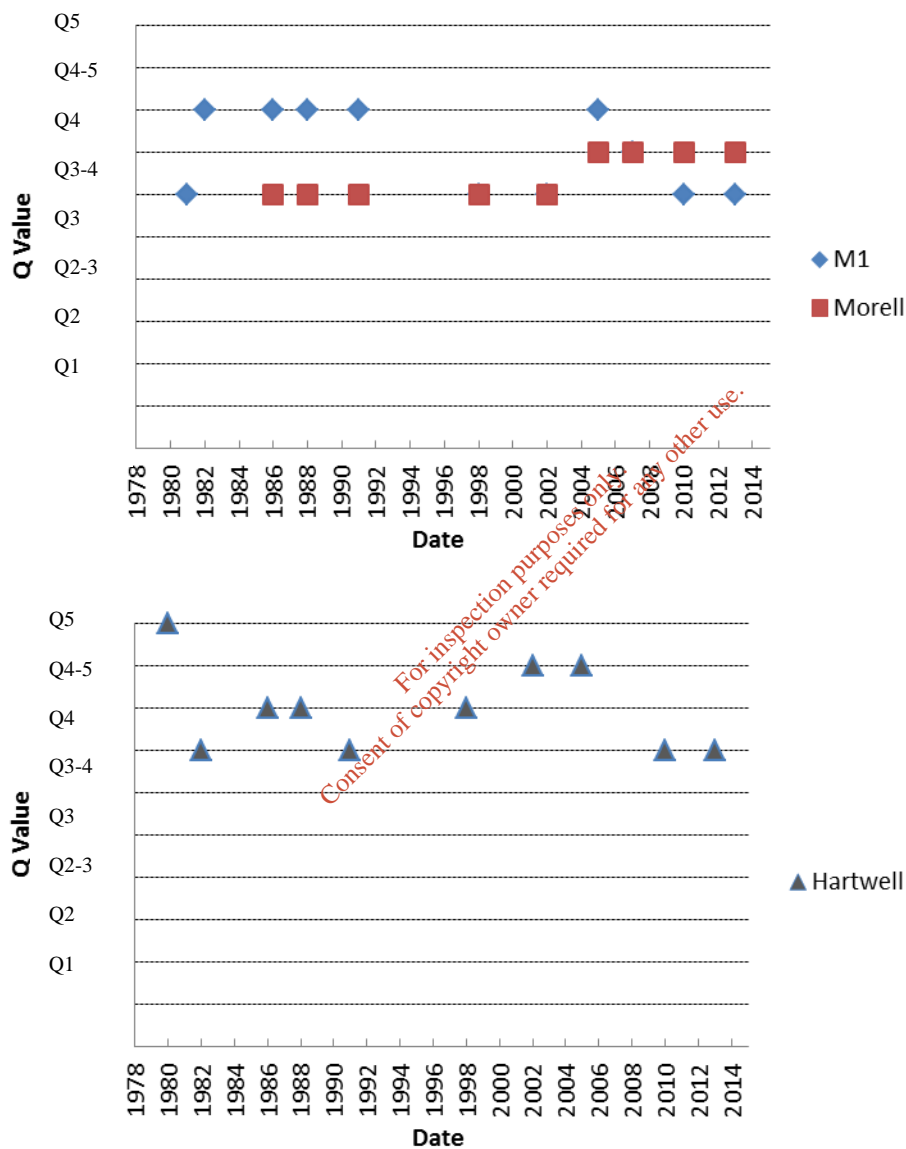 Q5
Q4-5
Q4
Q3-4
Q3
Q2-3
Q2
Q1
Q Value
M1
Morell
1978 1980 1982 1984 1986 1988 1990 1992 1994 1996 1998 2000 2002 2004 2006 2008 2010 2012 2014
Date
For inspection purposes only.
Consent of copyright owner required for any other use.
Q5
Q4-5
Q4
Q3-4
Q3
Q2-3
Q2
Q1
Q Value
Hartwell
1978 1980 1982 1984 1986 1988 1990 1992 1994 1996 1998 2000 2002 2004 2006 2008 2010 2012 2014
Date